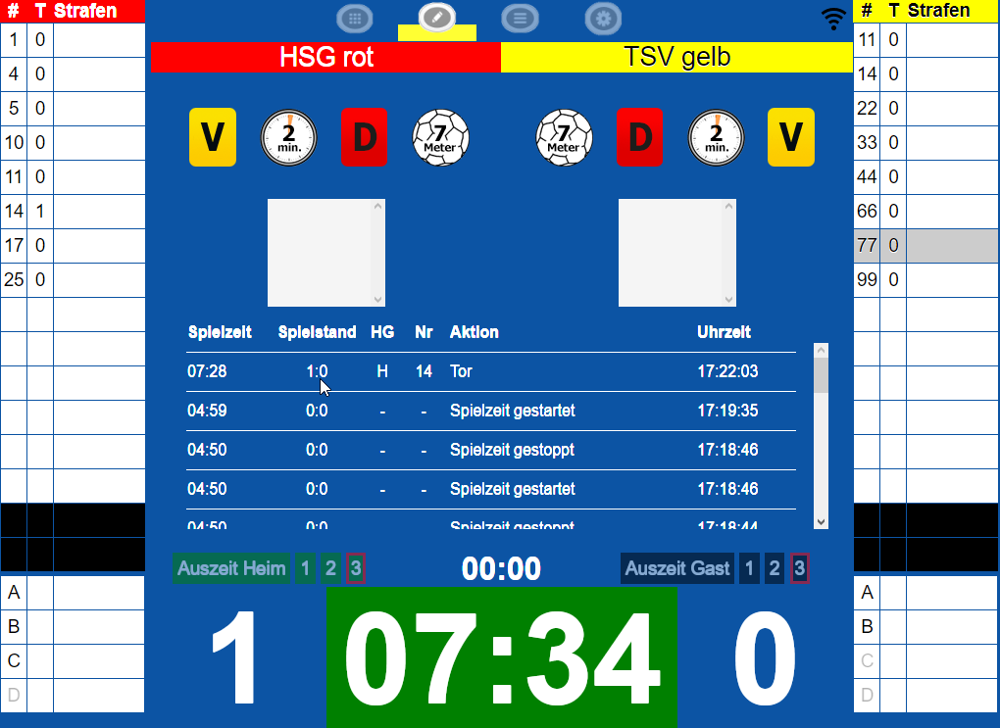 # T Strafen
1 0
4 0
5 0
10 0
11 0
14 1
17 0
25 0
A
B
C
D
HSG rot TSV gelb
V 2 min. D 7 Meter 7 Meter D 2 min. V
Spielzeit Spielstand HG Nr Aktion Uhrzeit
07:28 1:0 H 14 Tor 17:22:03
04:59 0:0 - - Spielzeit gestartet 17:19:35
04:50 0:0 - - Spielzeit gestoppt 17:18:46
04:50 0:0 - - Spielzeit gestartet 17:18:46
04:50 0:0 - - Spielzeit gestoppt 17:18:44
Auszeit Heim 1 2 3 00:00 Auszeit Gast 1 2 3
1 07:34 0
# T Strafen
11 0
14 0
22 0
33 0
44 0
66 0
77 0
99 0
A
B
C
D